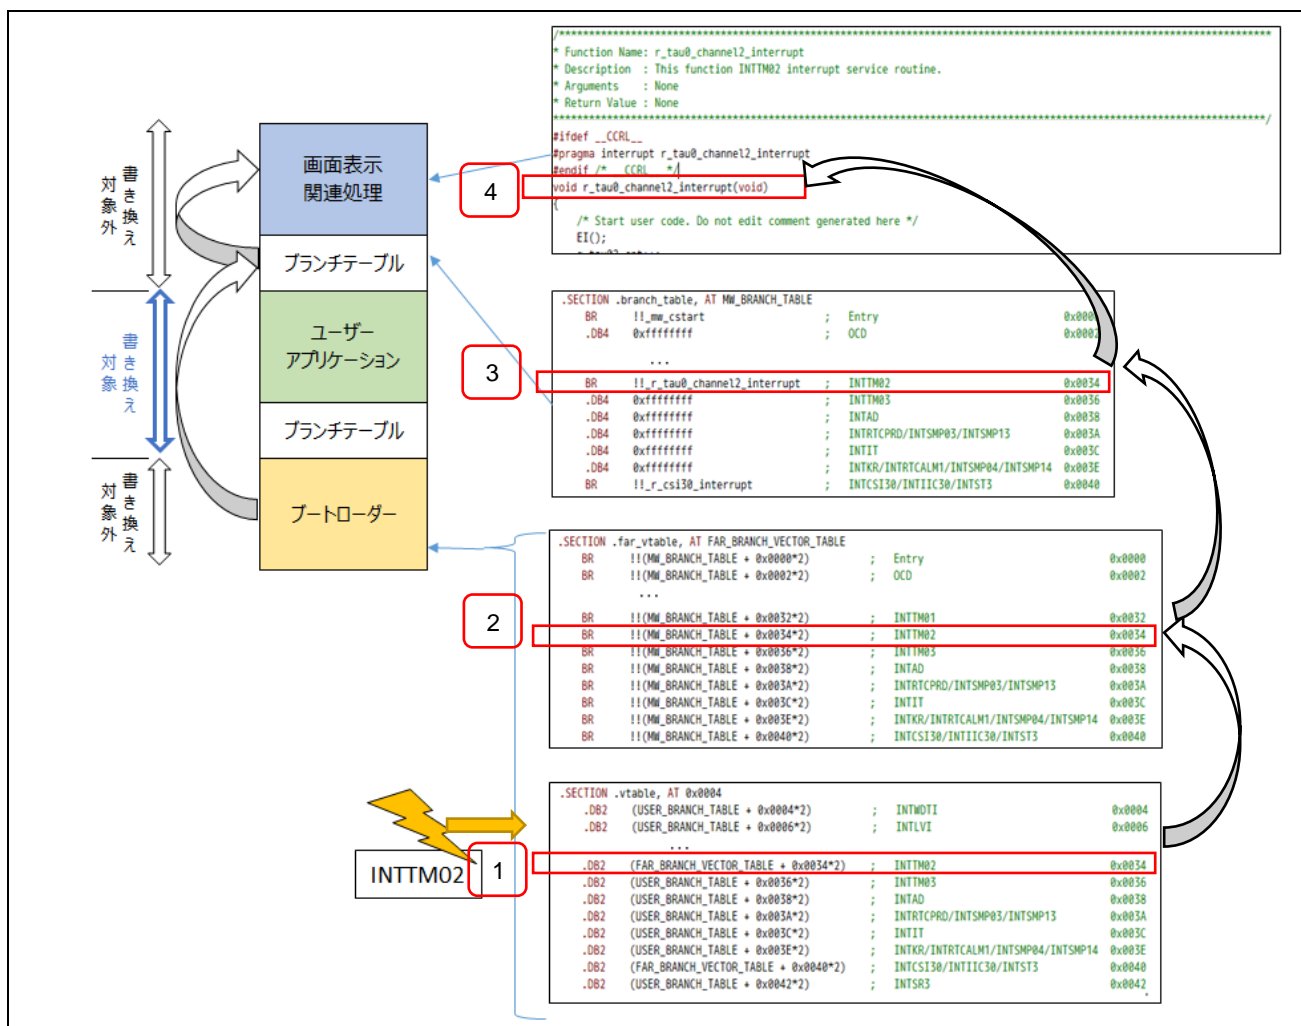 /******************************************************************************
* Function Name: r_tau0_channel2_interrupt
* Description  : This function INTTM02 interrupt service routine.
* Arguments    : None
* Return Value : None
******************************************************************************/
#ifdef __CCRL__
#pragma interrupt r_tau0_channel2_interrupt
#endif /* __CCRL__ */
void r_tau0_channel2_interrupt(void)
{
/* Start user code. Do not edit comment generated here */
EI();
4
書き換え
対象外
画面表示
関連処理
ブランチテーブル
書き換え
対象
ユーザー
アプリケーション
ブランチテーブル
書き換え
対象外
ブートローダー
.SECTION .branch_table, AT MW_BRANCH_TABLE
BR !!_mw_cstart ; Entry 0x000
.DB4 0xffffffff ; OCD 0x0002
...
3
BR !!_r_tau0_channel2_interrupt ; INTTM02 0x0034
.DB4 0xffffffff ; INTTM03 0x0036
.DB4 0xffffffff ; INTAD 0x0038
.DB4 0xffffffff ; INTRTCPRD/INTSMP03/INTSMP13 0x003A
.DB4 0xffffffff ; INTIT 0x003C
.DB4 0xffffffff ; INTKR/INTRTCALM1/INTSMP04/INTSMP14 0x003E
BR !!_r_csi30_interrupt ; INTCSI30/INTIIC30/INTST3 0x0040
.SECTION .far_vtable, AT FAR_BRANCH_VECTOR_TABLE
BR !!(MW_BRANCH_TABLE + 0x0000*2) ; Entry 0x0000
BR !!(MW_BRANCH_TABLE + 0x0002*2) ; OCD 0x0002
...
2
BR !!(MW_BRANCH_TABLE + 0x0032*2) ; INTTM01 0x0032
BR !!(MW_BRANCH_TABLE + 0x0034*2) ; INTTM02 0x0034
BR !!(MW_BRANCH_TABLE + 0x0036*2) ; INTTM03 0x0036
BR !!(MW_BRANCH_TABLE + 0x0038*2) ; INTAD 0x0038
BR !!(MW_BRANCH_TABLE + 0x003A*2) ; INTRTCPRD/INTSMP03/INTSMP13 0x003A
BR !!(MW_BRANCH_TABLE + 0x003C*2) ; INTIT 0x003C
BR !!(MW_BRANCH_TABLE + 0x003E*2) ; INTKR/INTRTCALM1/INTSMP04/INTSMP14 0x003E
BR !!(MW_BRANCH_TABLE + 0x0040*2) ; INTCSI30/INTIIC30/INTST3 0x0040
.SECTION .vtable, AT 0x0004
.DB2 (USER_BRANCH_TABLE + 0x0004*2) ; INTWDTI 0x0004
.DB2 (USER_BRANCH_TABLE + 0x0006*2) ; INTLVI 0x0006
...
INTTM02
1
.DB2 (FAR_BRANCH_VECTOR_TABLE + 0x0034*2) ; INTTM02 0x0034
.DB2 (USER_BRANCH_TABLE + 0x0036*2) ; INTTM03 0x0036
.DB2 (USER_BRANCH_TABLE + 0x0038*2) ; INTAD 0x0038
.DB2 (USER_BRANCH_TABLE + 0x003A*2) ; INTRTCPRD/INTSMP03/INTSMP13 0x003A
.DB2 (USER_BRANCH_TABLE + 0x003C*2) ; INTIT 0x003C
.DB2 (USER_BRANCH_TABLE + 0x003E*2) ; INTKR/INTRTCALM1/INTSMP04/INTSMP14 0x003E
.DB2 (FAR_BRANCH_VECTOR_TABLE + 0x0040*2) ; INTCSI30/INTIIC30/INTST3 0x0040
.DB2 (USER_BRANCH_TABLE + 0x0042*2) ; INTSR3 0x0042